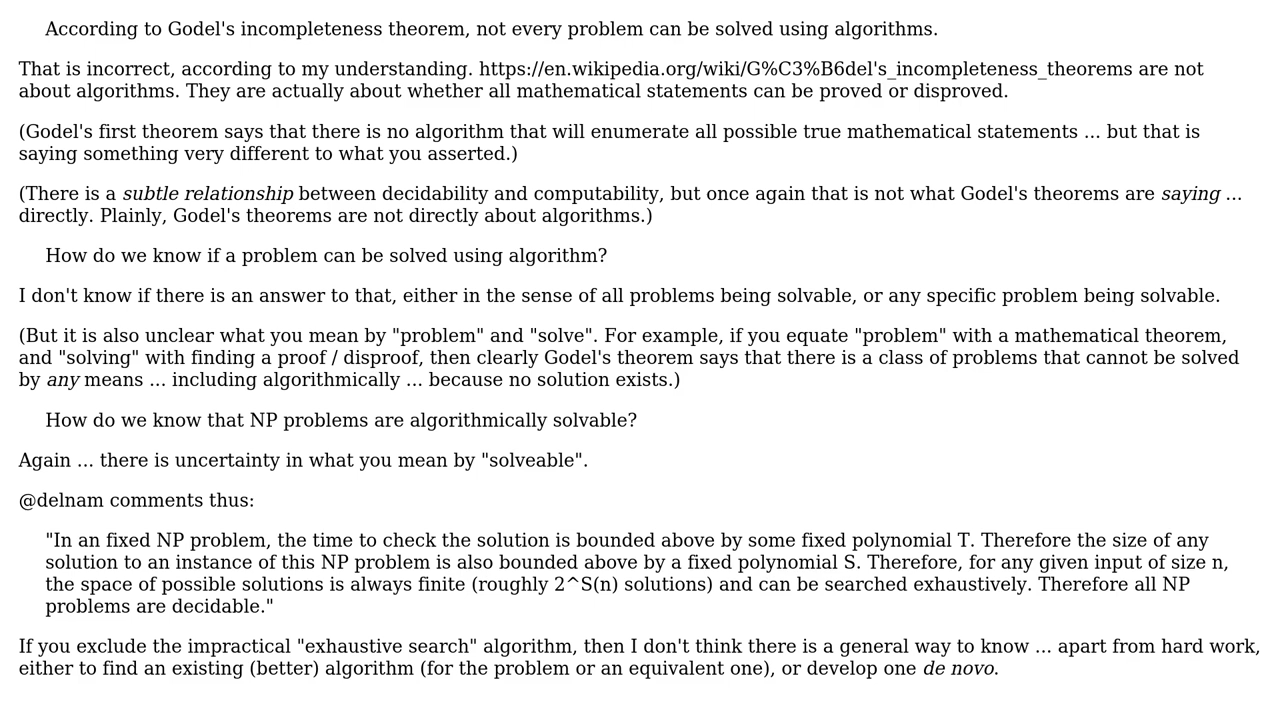 According to Godel's incompleteness theorem, not every problem can be solved using algorithms.
That is incorrect, according to my understanding. https://en.wikipedia.org/wiki/G%C3%B6del's_incompleteness_theorems are not
about algorithms. They are actually about whether all mathematical statements can be proved or disproved.
(Godel's first theorem says that there is no algorithm that will enumerate all possible true mathematical statements ... but that is
saying something very different to what you asserted.)
(There is a subtle relationship between decidability and computability, but once again that is not what Godel's theorems are saying ...
directly. Plainly, Godel's theorems are not directly about algorithms.)
How do we know if a problem can be solved using algorithm?
I don't know if there is an answer to that, either in the sense of all problems being solvable, or any specific problem being solvable.
(But it is also unclear what you mean by "problem" and "solve". For example, if you equate "problem" with a mathematical theorem,
and "solving" with finding a proof / disproof, then clearly Godel's theorem says that there is a class of problems that cannot be solved
by any means ... including algorithmically ... because no solution exists.)
How do we know that NP problems are algorithmically solvable?
Again ... there is uncertainty in what you mean by "solveable".
@delnam comments thus:
"In an fixed NP problem, the time to check the solution is bounded above by some fixed polynomial T. Therefore the size of any
solution to an instance of this NP problem is also bounded above by a fixed polynomial S. Therefore, for any given input of size n,
the space of possible solutions is always finite (roughly 2^S(n) solutions) and can be searched exhaustively. Therefore all NP
problems are decidable."
If you exclude the impractical "exhaustive search" algorithm, then I don't think there is a general way to know ... apart from hard work,
either to find an existing (better) algorithm (for the problem or an equivalent one), or develop one de novo.